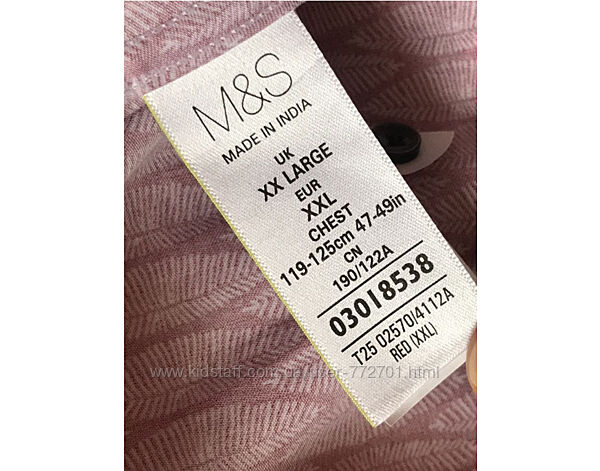 M&S
MADE IN INDIA
UK
XX LARGE
EUR
XXL
CHEST
119-125cm 47-49in
CN
190/122A
03018538
T25 02570/4112A
RED (XXL)